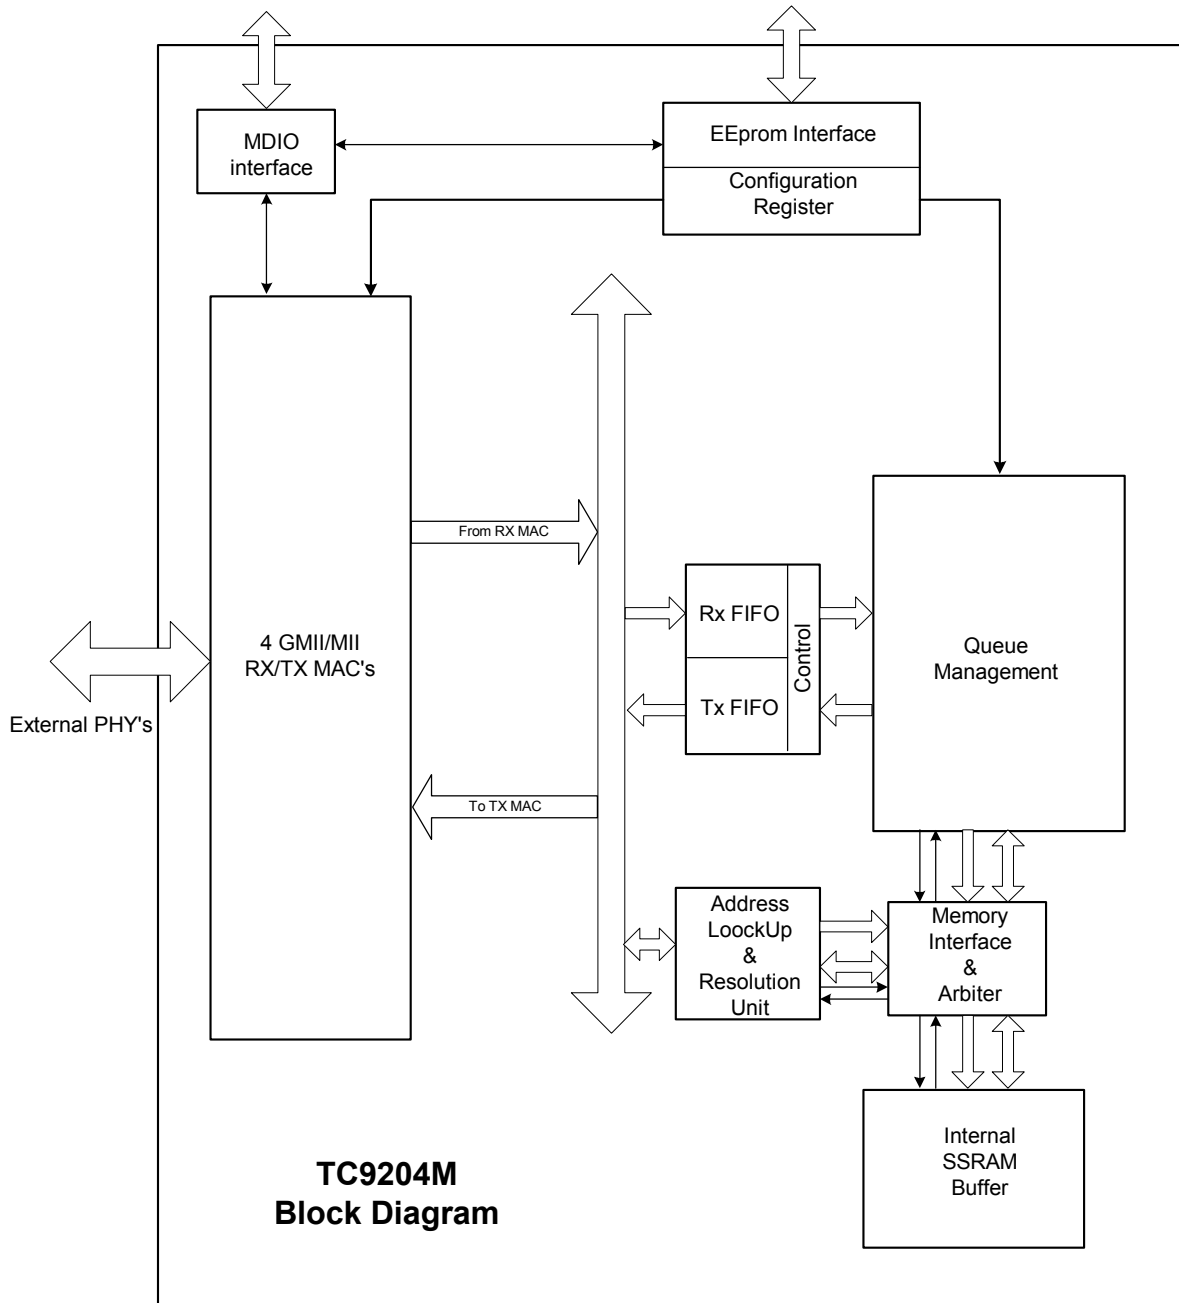 MDIO
interface
EEprom Interface
Configuration
Register
From RX MAC
4 GMII/MII
RX/TX MAC's
External PHY's
Rx FIFO
Tx FIFO
Control
Queue
Management
To TX MAC
Address
LoockUp
&
Resolution
Unit
Memory
Interface
&
Arbiter
Internal
SSRAM
Buffer
TC9204M
Block Diagram